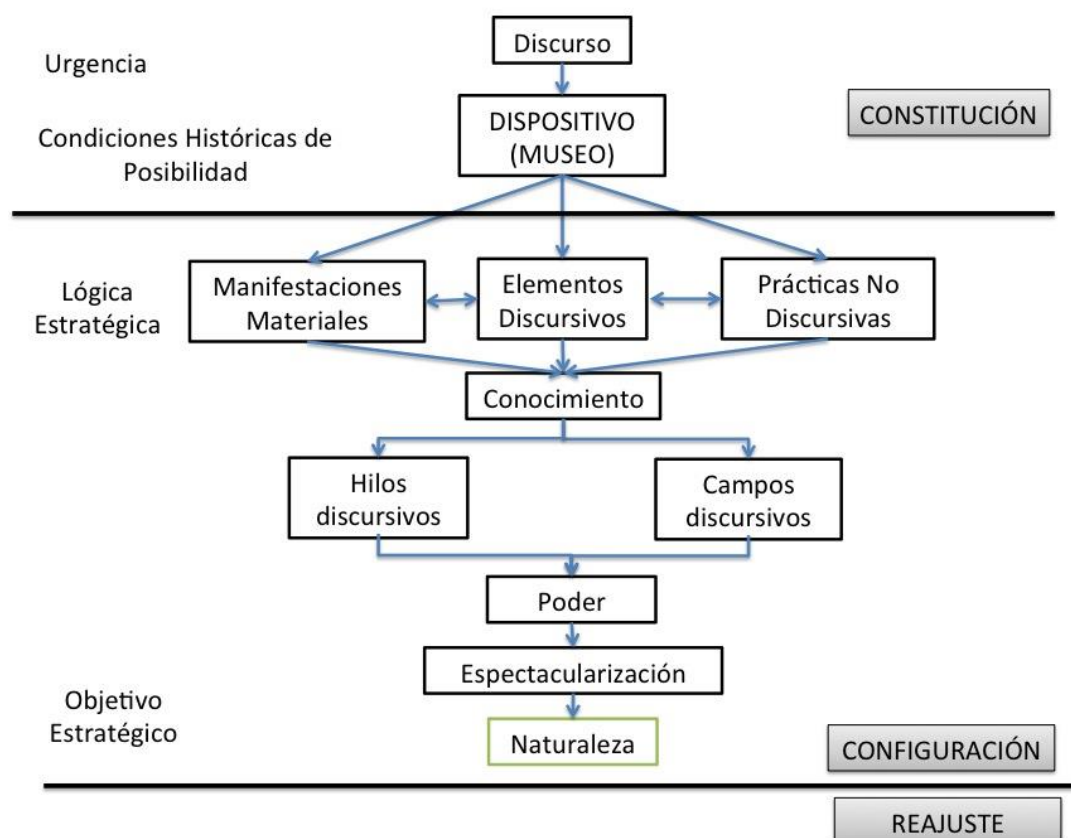 Discurso
Urgencia
DISPOSITIVO
(MUSEO)
CONSTITUCIÓN
Condiciones Históricas de
Posibilidad
Lógica
Estratégica
Manifestaciones
Materiales
Elementos
Discursivos
Prácticas No
Discursivas
Conocimiento
Hilos
discursivos
Campos
discursivos
Poder
Espectacularización
Objetivo
Estratégico
Naturaleza
CONFIGURACIÓN
REAJUSTE